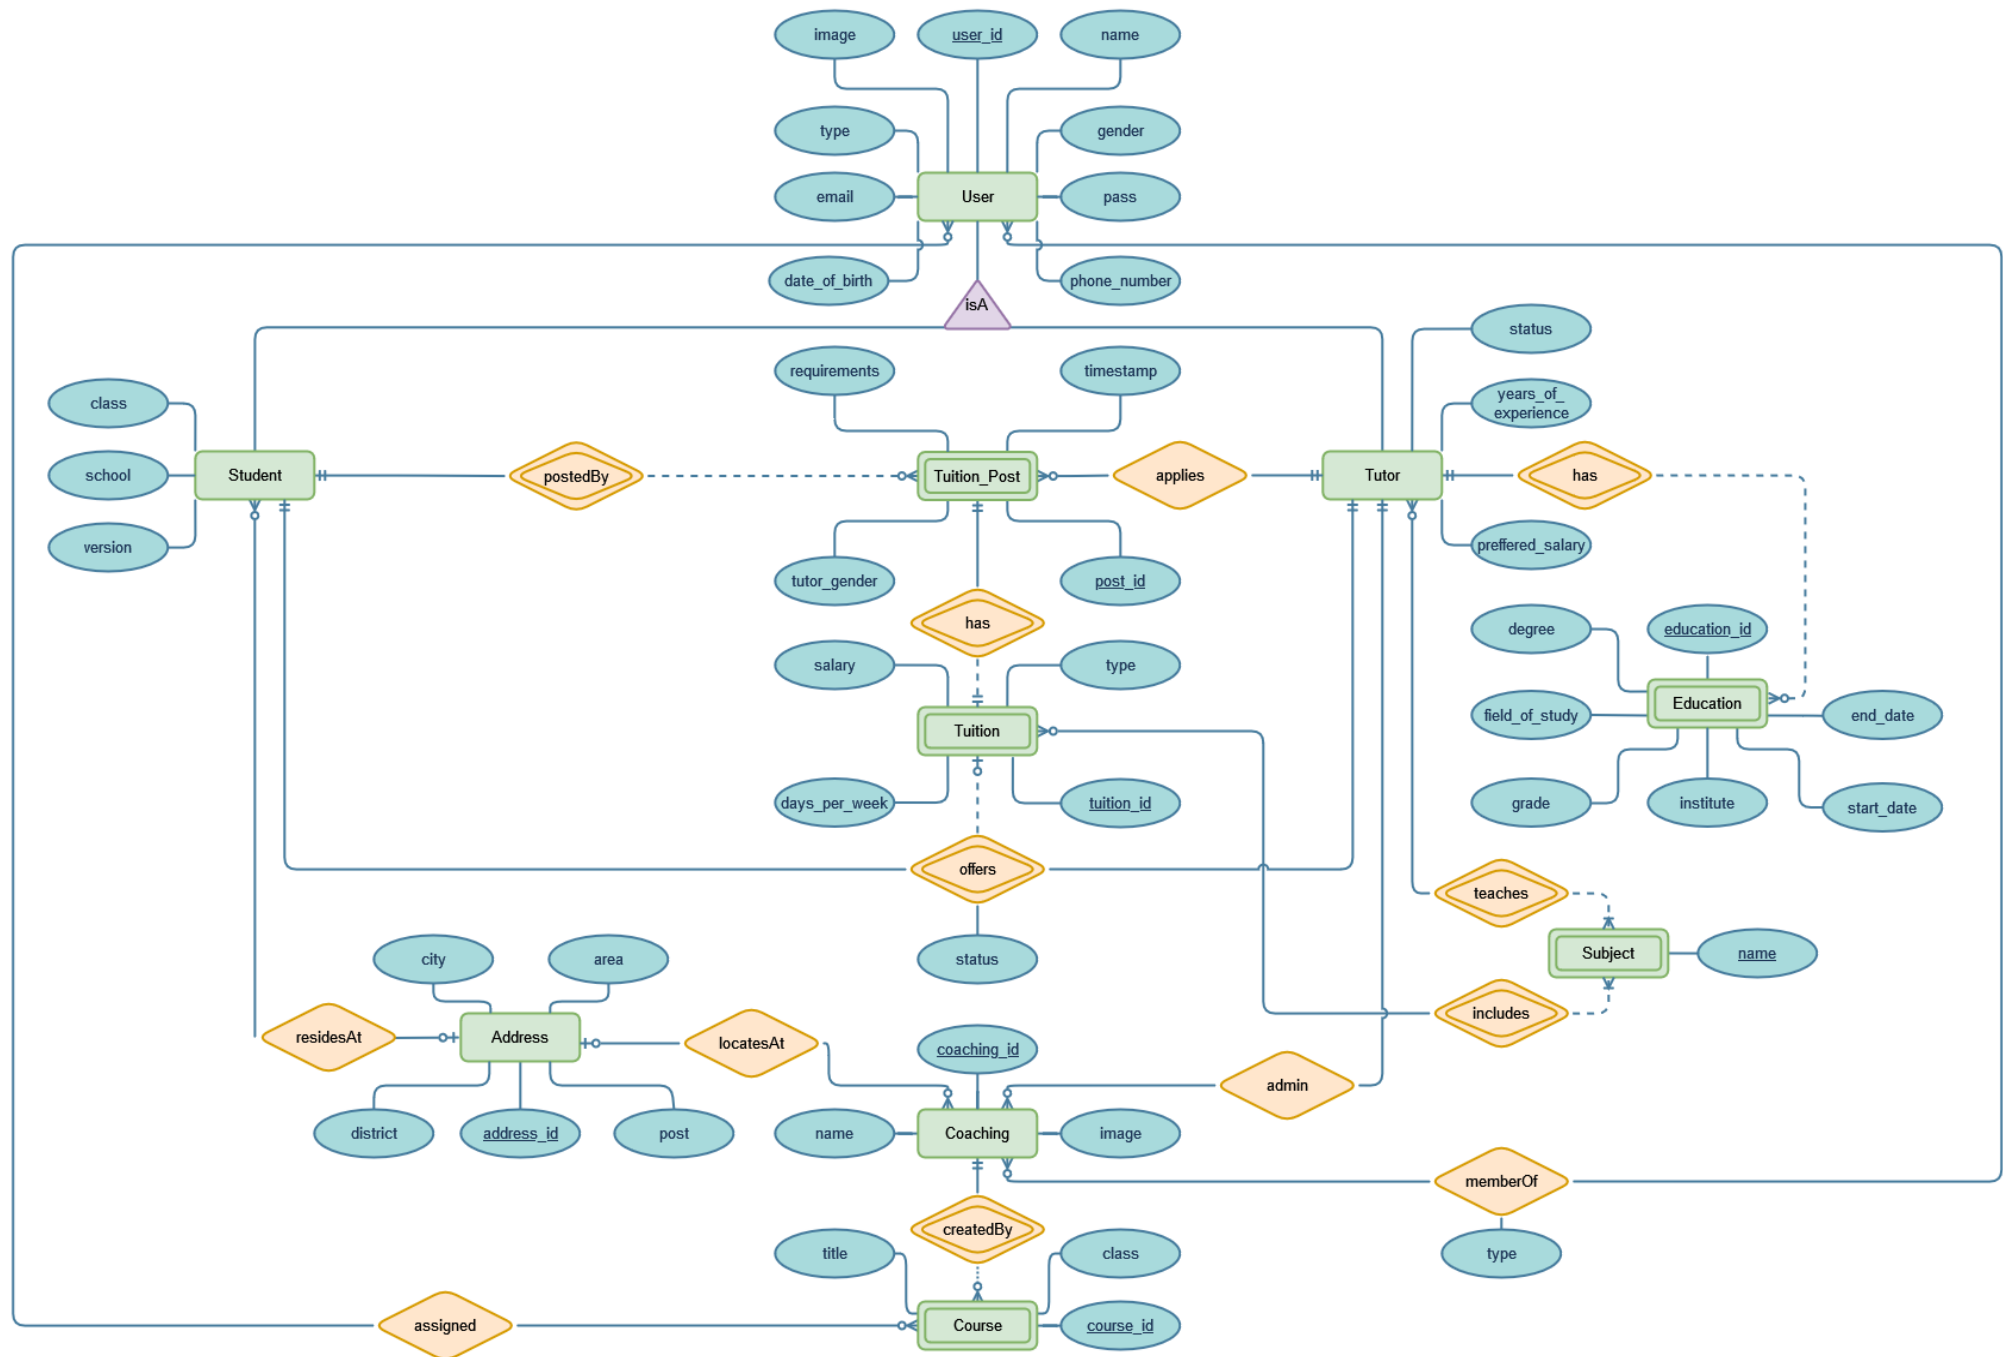 image
user_id
name
type
gender
email
User
pass
date_of_birth
phone_number
isA
status
requirements
timestamp
class
years_of_
experience
school
Student
postedBy
Tuition_Post
applies
Tutor
has
version
tutor_gender
post_id
preffered_salary
has
degree
education_id
salary
type
Education
field_of_study
end_date
Tuition
days_per_week
tuition_id
grade
institute
start_date
offers
teaches
city
area
status
Subject
name
includes
residesAt
Address
locatesAt
coaching_id
admin
district
address_id
post
name
Coaching
image
memberOf
createdBy
title
class
type
assigned
Course
course_id